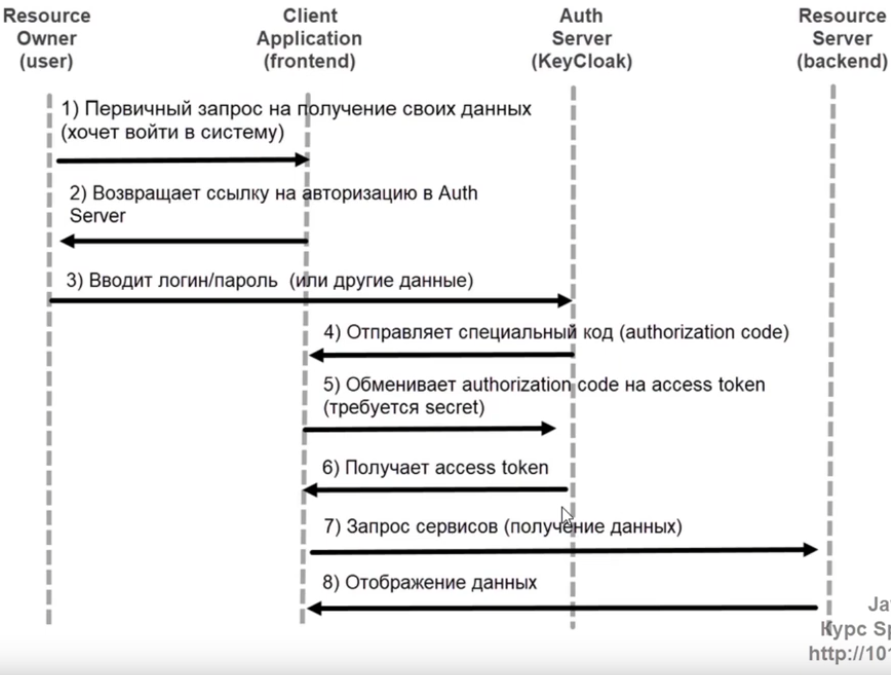 Resource
Owner
(user)
Client
Application
(frontend)
Auth
Server
(KeyCloak)
Resource
Server
(backend)
1) Первичный запрос на получение своих данных
(хочет войти в систему)
2) Возвращает ссылку на авторизацию в Auth
Server
3) Вводит логин/пароль (или другие данные)
4) Отправляет специальный код (authorization code)
5) Обменивает authorization code на access token
(требуется secret)
6) Получает access token
7) Запрос сервисов (получение данных)
8) Отображение данных
Ja
Курс Sp
http://10